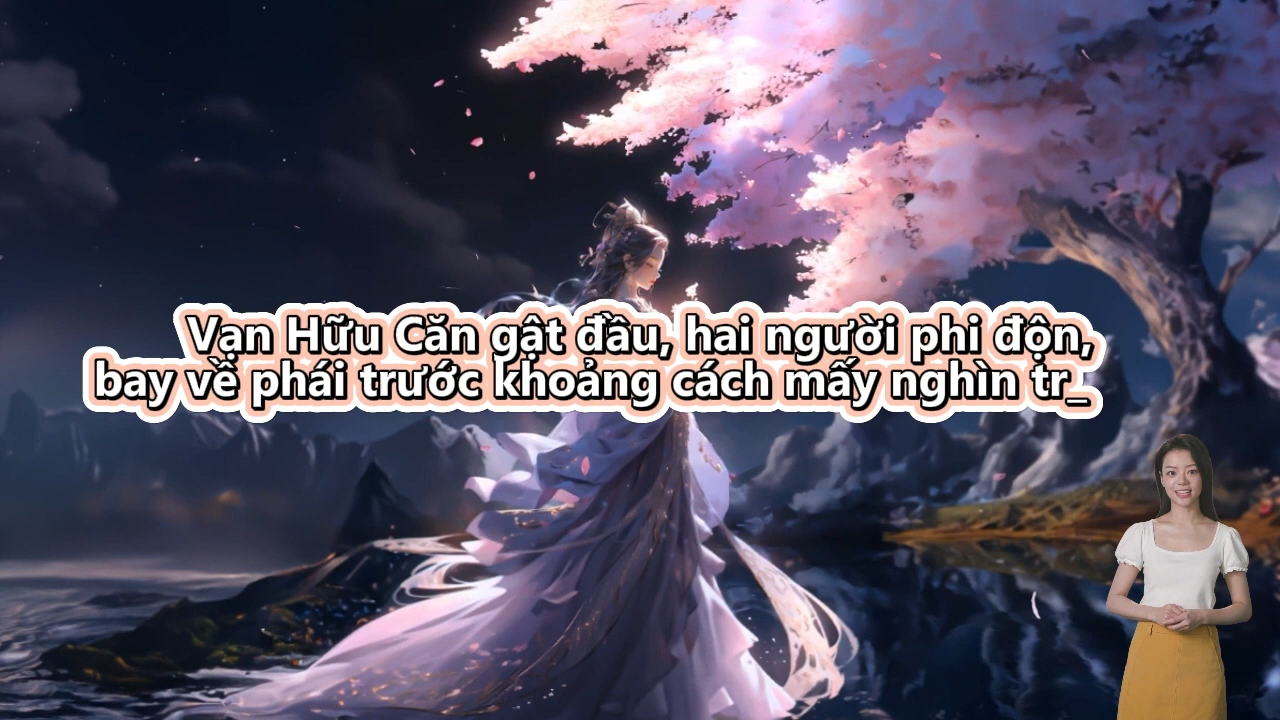 Vạn Hữu Căn gật đầu, hai người phi độn,
bay về phái trước khoảng cách mấy nghìn tr_